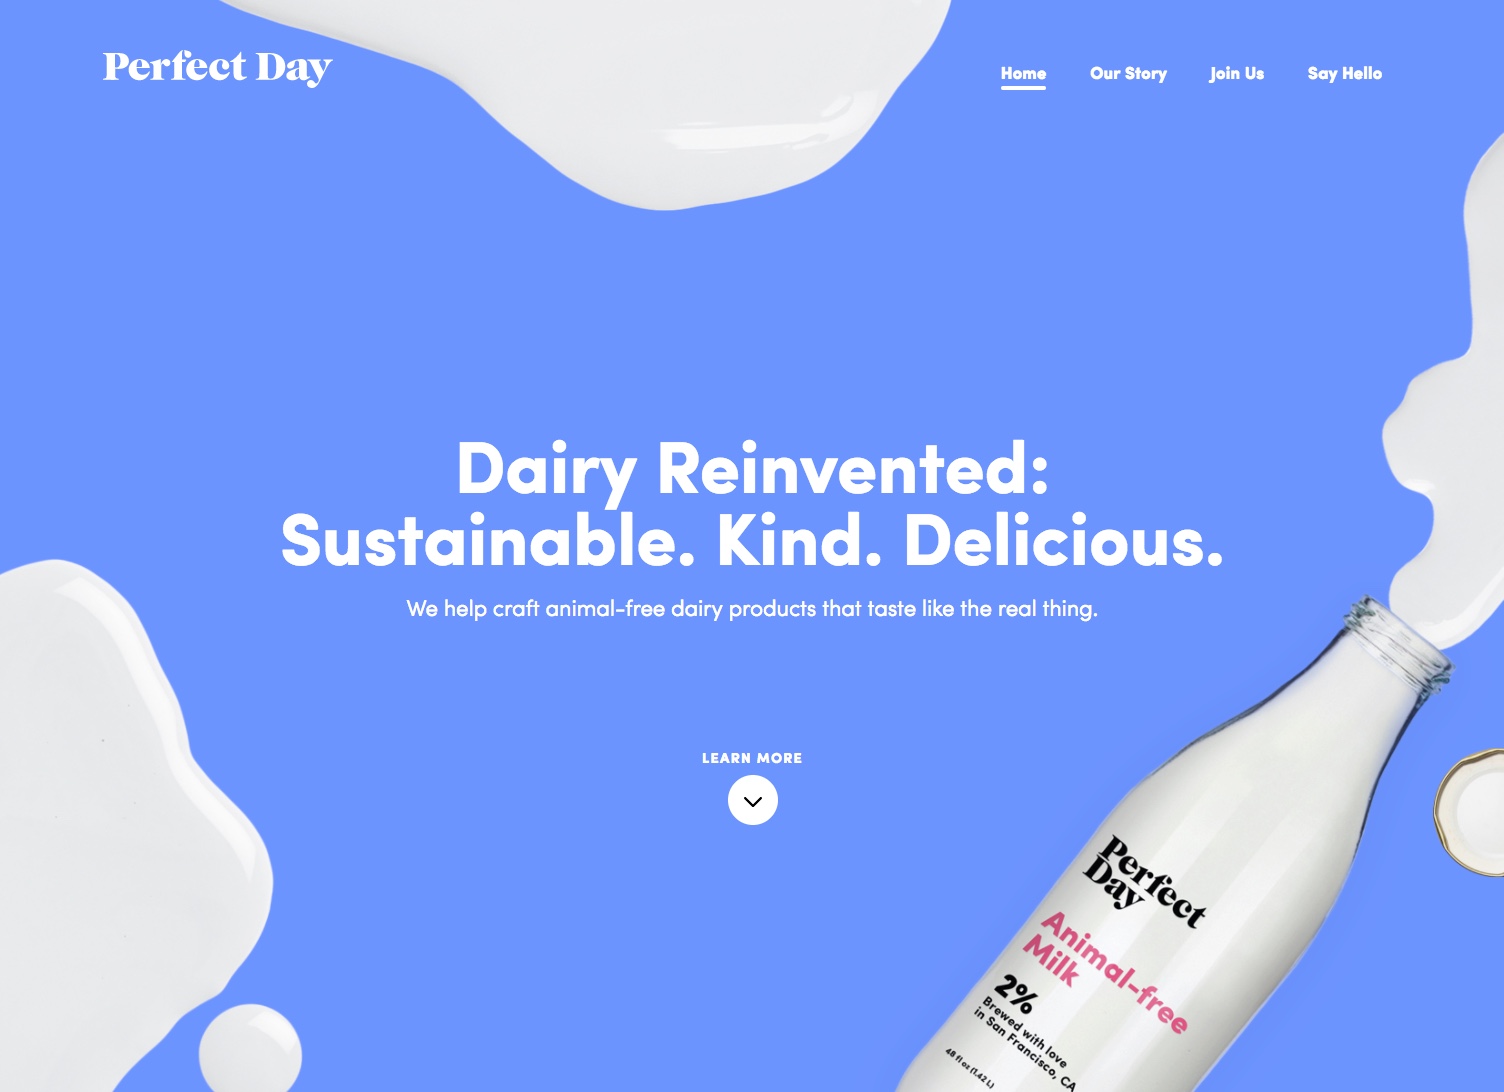 Perfect Day
Home
Our Story
Join Us
Say Hello
Dairy Reinvented:
Sustainable. Kind. Delicious.
We help craft animal-free dairy products that taste like the real thing.
LEARN MORE
Perfect
Day
Animal-free
Milk
2%
Brewed with love
in San Francisco, CA
48 fl oz (1.42 L)